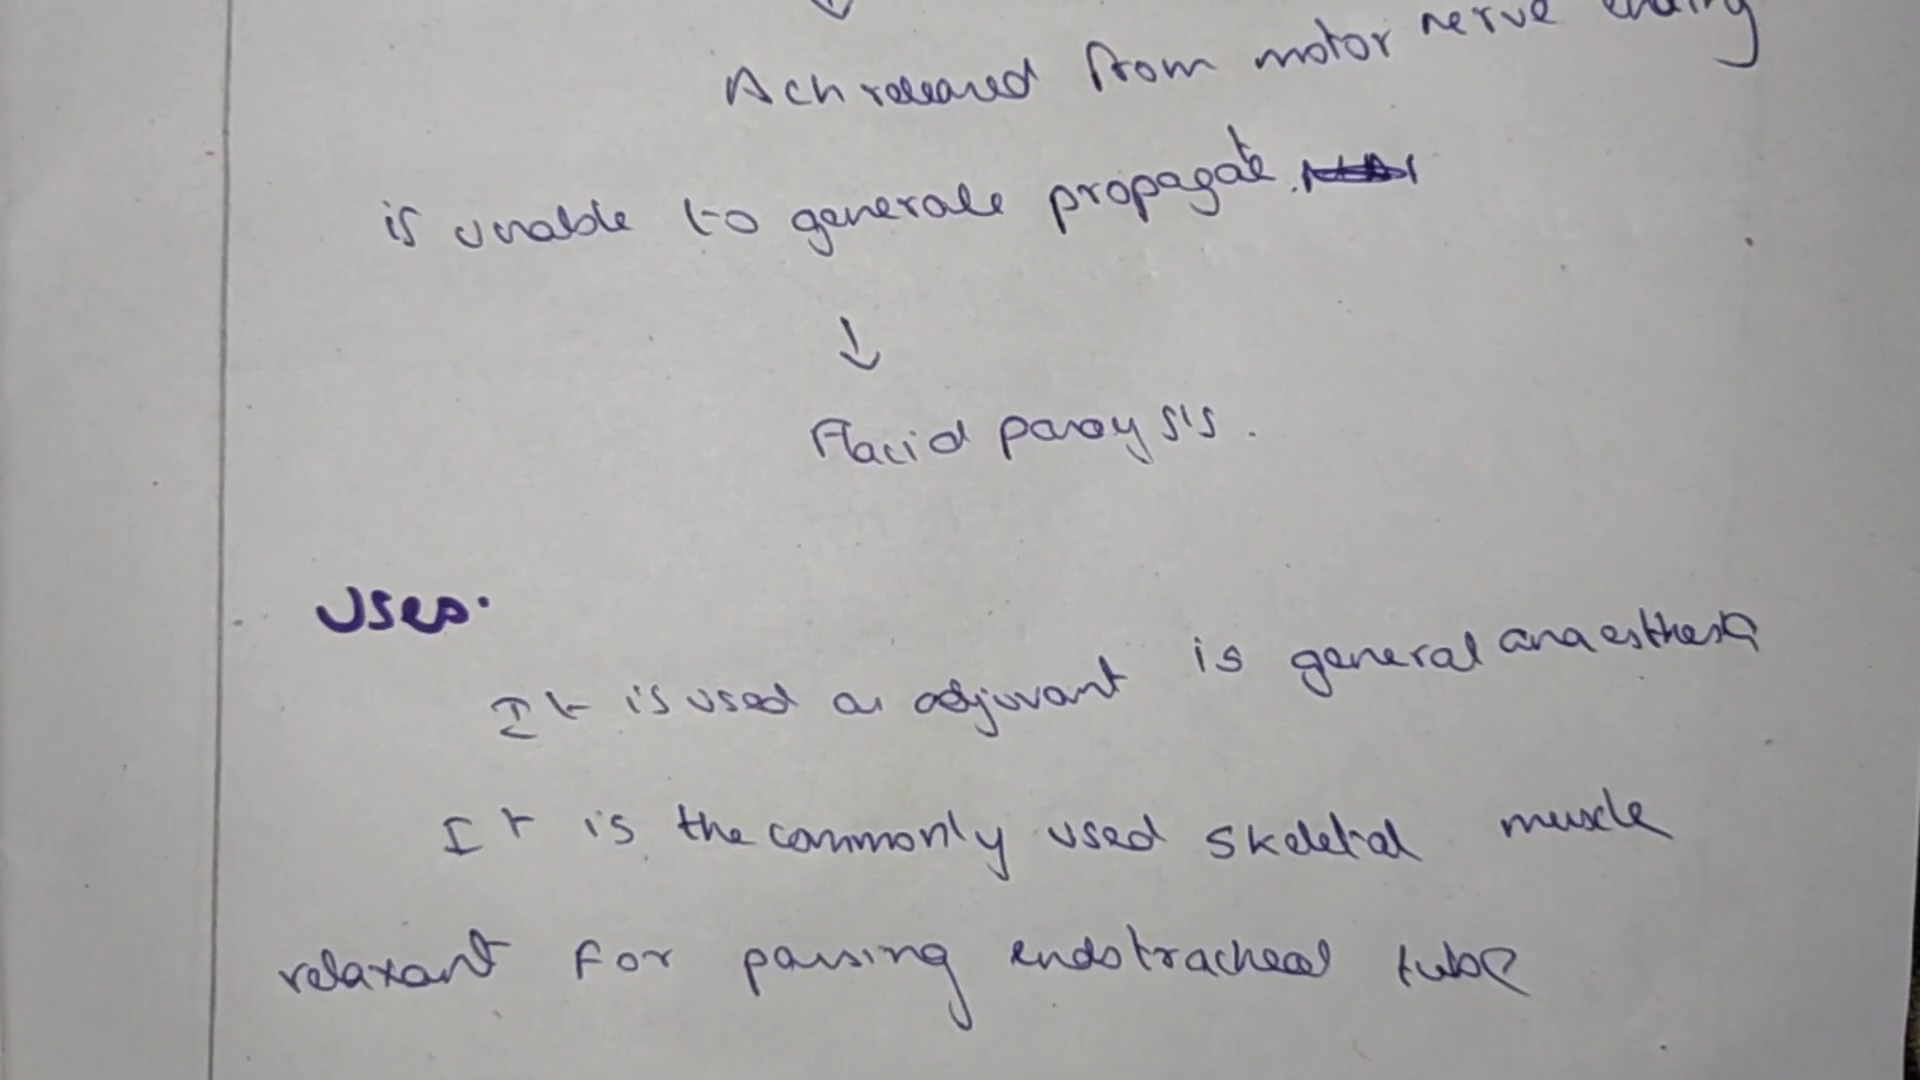 ↓
Ach released from motor nerve ending
is unable to generate propagate.
↓
Flacid paraysis.
Uses.
It is used as adjuvant is general anaesthesia
It is the commonly used skeletal muscle
relaxant for passing endotracheal tube